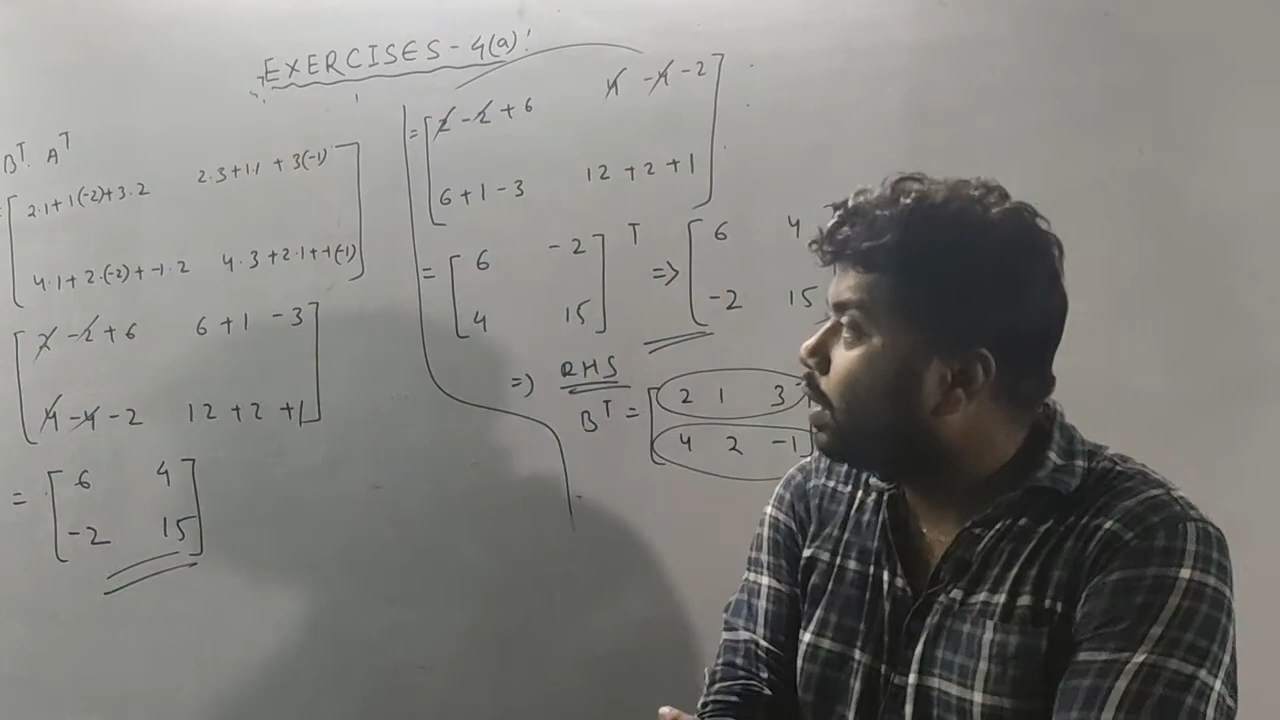 EXERCISES - 4(a)!
B^T. A^T
= [ 2.1+1(-2)+3.2   2.3+1.1+3(-1)
4.1+2.(-2)+-1.2   4.3+2.1+-1(-1) ]
[ 2-2+6   6+1-3
4-4-2   12+2+1 ]
= [ 6   4
-2   15 ]
= [ 2-2+6   4-4-2
6+1-3   12+2+1 ]
= [ 6   -2
4   15 ]^T => [ 6   4
-2   15
=> RHS
B^T = [ 2 1 3
4 2 -1 ]